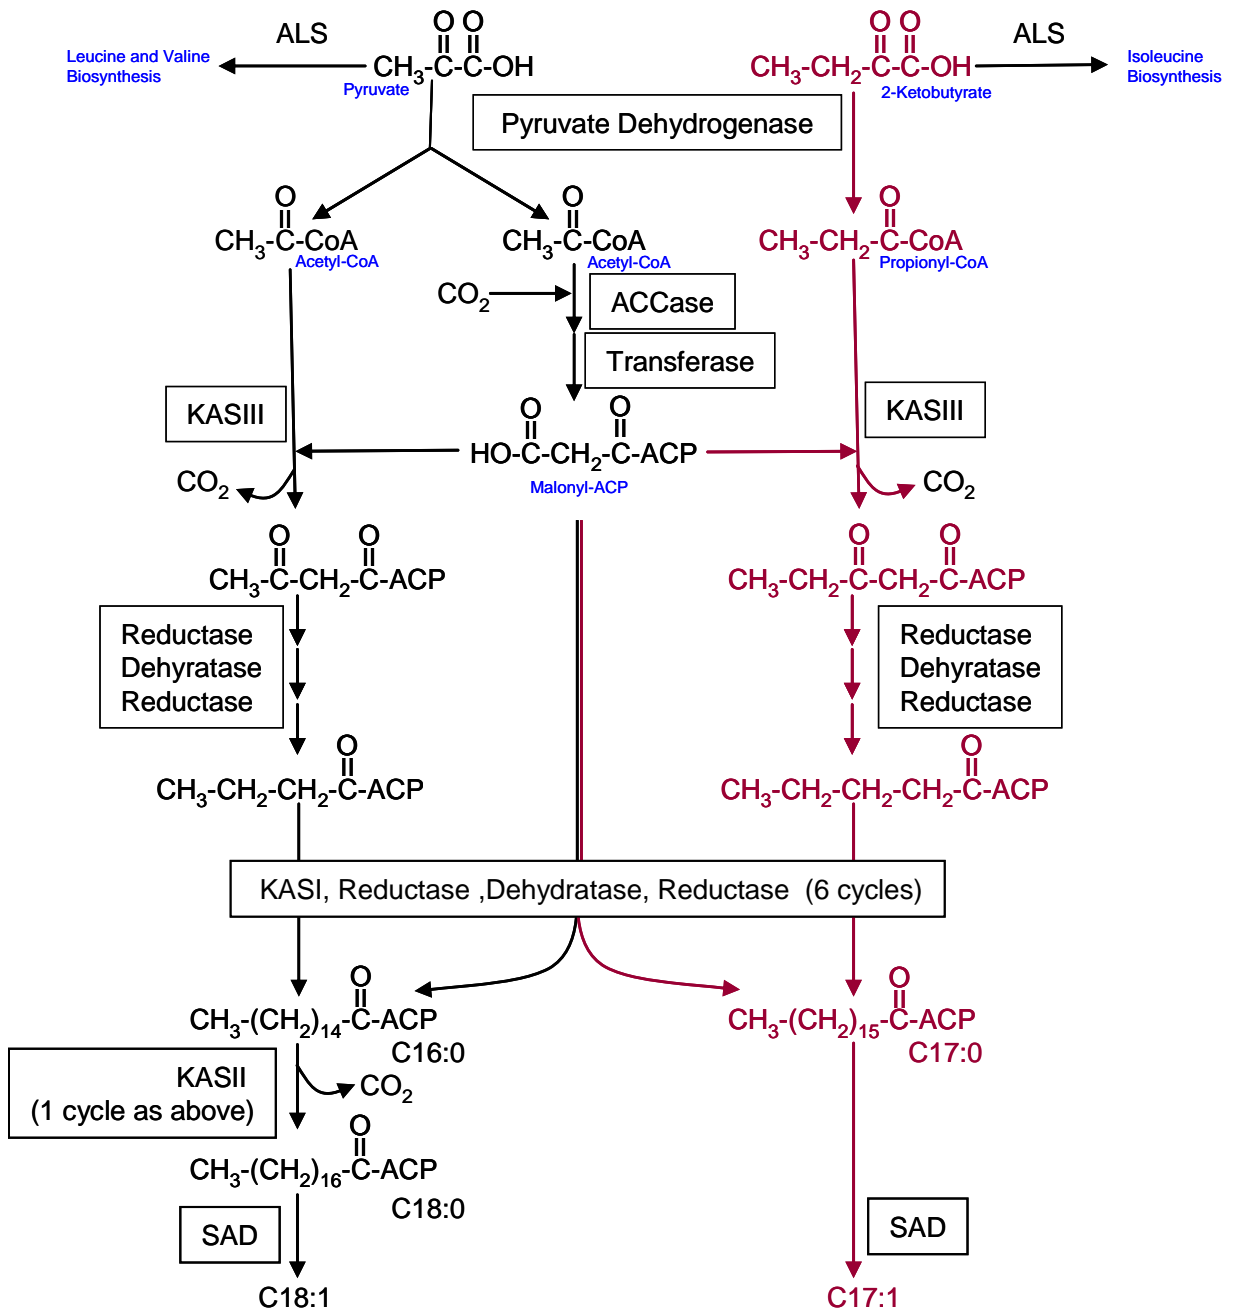 ALS
Leucine and Valine
Biosynthesis
O O
CH3-C-C-OH
Pyruvate
O O
CH3-CH2-C-C-OH
2-Ketobutyrate
ALS
Isoleucine
Biosynthesis
Pyruvate Dehydrogenase
O
CH3-C-CoA
Acetyl-CoA
O
CH3-C-CoA
Acetyl-CoA
O
CH3-CH2-C-CoA
Propionyl-CoA
CO2
ACCase
Transferase
KASIII
O O
HO-C-CH2-C-ACP
Malonyl-ACP
KASIII
CO2
CO2
O O
CH3-C-CH2-C-ACP
O O
CH3-CH2-C-CH2-C-ACP
Reductase
Dehyratase
Reductase
Reductase
Dehyratase
Reductase
O
CH3-CH2-CH2-C-ACP
O
CH3-CH2-CH2-CH2-C-ACP
KASI, Reductase ,Dehydratase, Reductase (6 cycles)
O
CH3-(CH2)14-C-ACP
C16:0
O
CH3-(CH2)15-C-ACP
C17:0
KASII
(1 cycle as above)
CO2
O
CH3-(CH2)16-C-ACP
C18:0
SAD
SAD
C18:1
C17:1